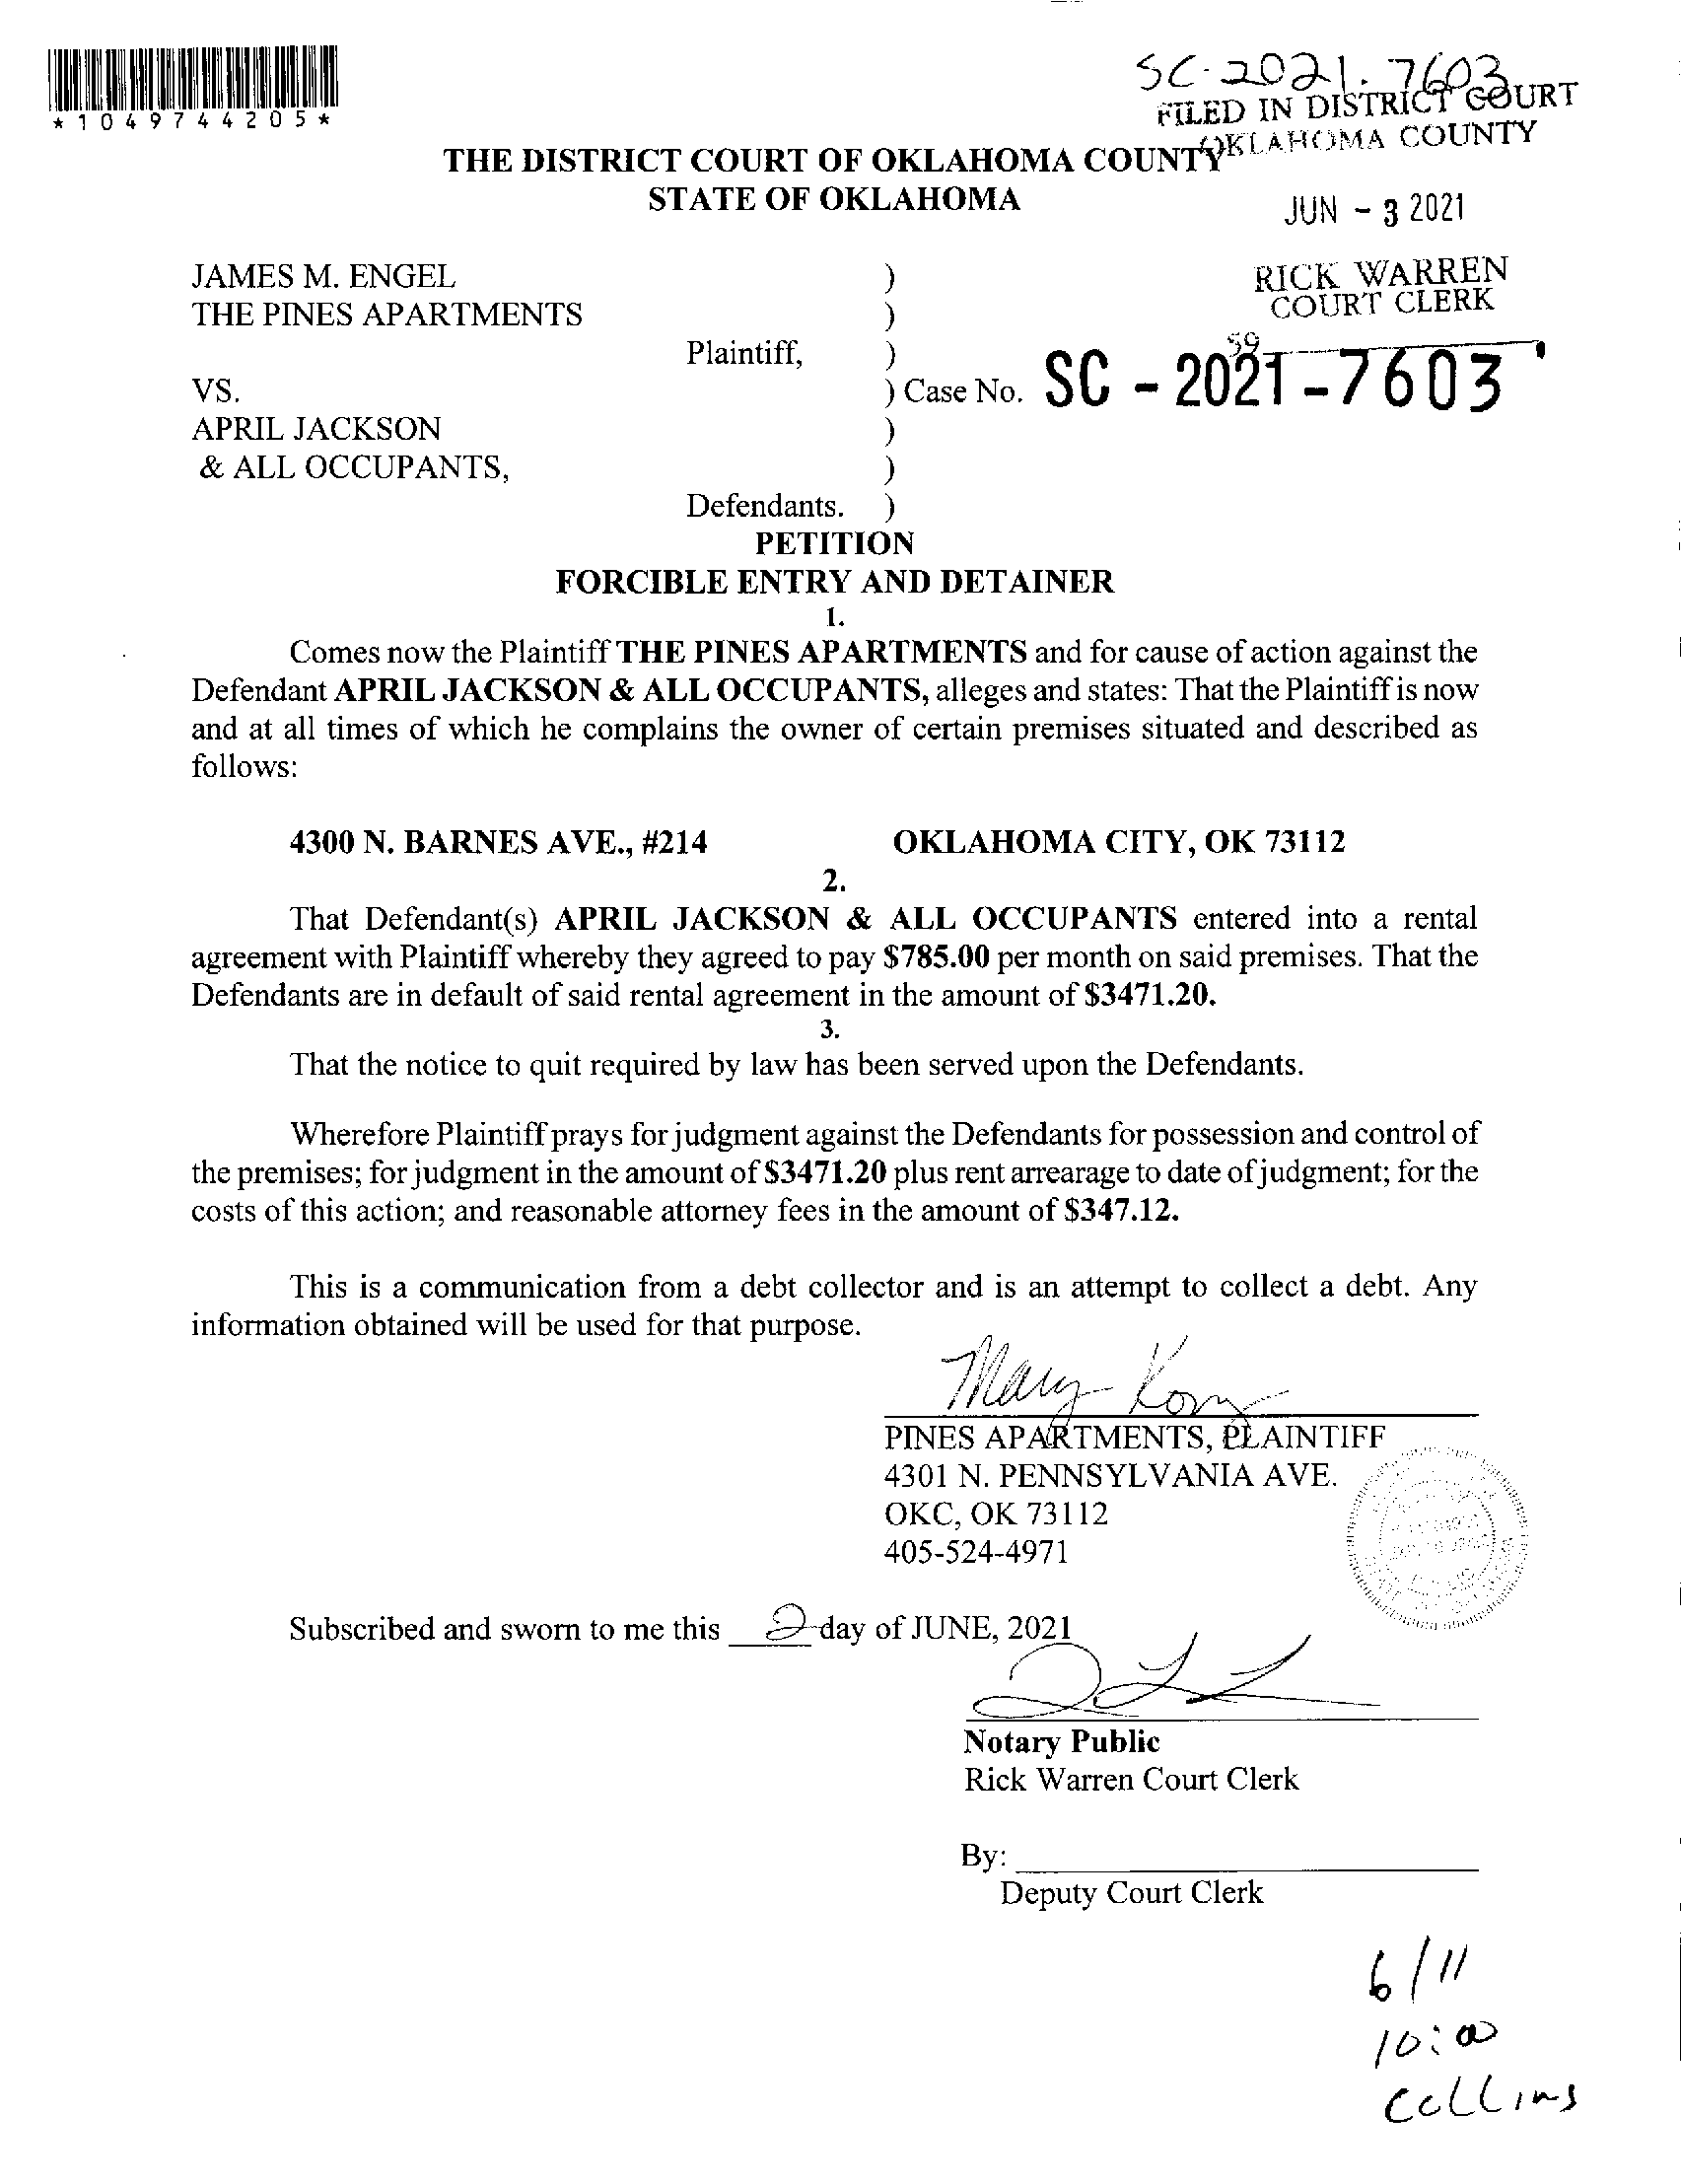 *1049744205*
SC-2021-7603
FILED IN DISTRICT COURT
OKLAHOMA COUNTY
THE DISTRICT COURT OF OKLAHOMA COUNTY
STATE OF OKLAHOMA
JUN - 3 2021
JAMES M. ENGEL )
THE PINES APARTMENTS )
RICK WARREN
COURT CLERK
Plaintiff, )
59
VS. ) Case No. SC - 2021-7603
APRIL JACKSON )
& ALL OCCUPANTS, )
Defendants. )
PETITION
FORCIBLE ENTRY AND DETAINER
1.
Comes now the Plaintiff THE PINES APARTMENTS and for cause of action against the
Defendant APRIL JACKSON & ALL OCCUPANTS, alleges and states: That the Plaintiff is now
and at all times of which he complains the owner of certain premises situated and described as
follows:
4300 N. BARNES AVE., #214 OKLAHOMA CITY, OK 73112
2.
That Defendant(s) APRIL JACKSON & ALL OCCUPANTS entered into a rental
agreement with Plaintiff whereby they agreed to pay $785.00 per month on said premises. That the
Defendants are in default of said rental agreement in the amount of $3471.20.
3.
That the notice to quit required by law has been served upon the Defendants.
Wherefore Plaintiff prays for judgment against the Defendants for possession and control of
the premises; for judgment in the amount of $3471.20 plus rent arrearage to date of judgment; for the
costs of this action; and reasonable attorney fees in the amount of $347.12.
This is a communication from a debt collector and is an attempt to collect a debt. Any
information obtained will be used for that purpose.
Mary
PINES APARTMENTS, PLAINTIFF
4301 N. PENNSYLVANIA AVE.
OKC, OK 73112
405-524-4971
Subscribed and sworn to me this 2 day of JUNE, 2021
Notary Public
Rick Warren Court Clerk
By:
Deputy Court Clerk
6/11
10:00
Collins